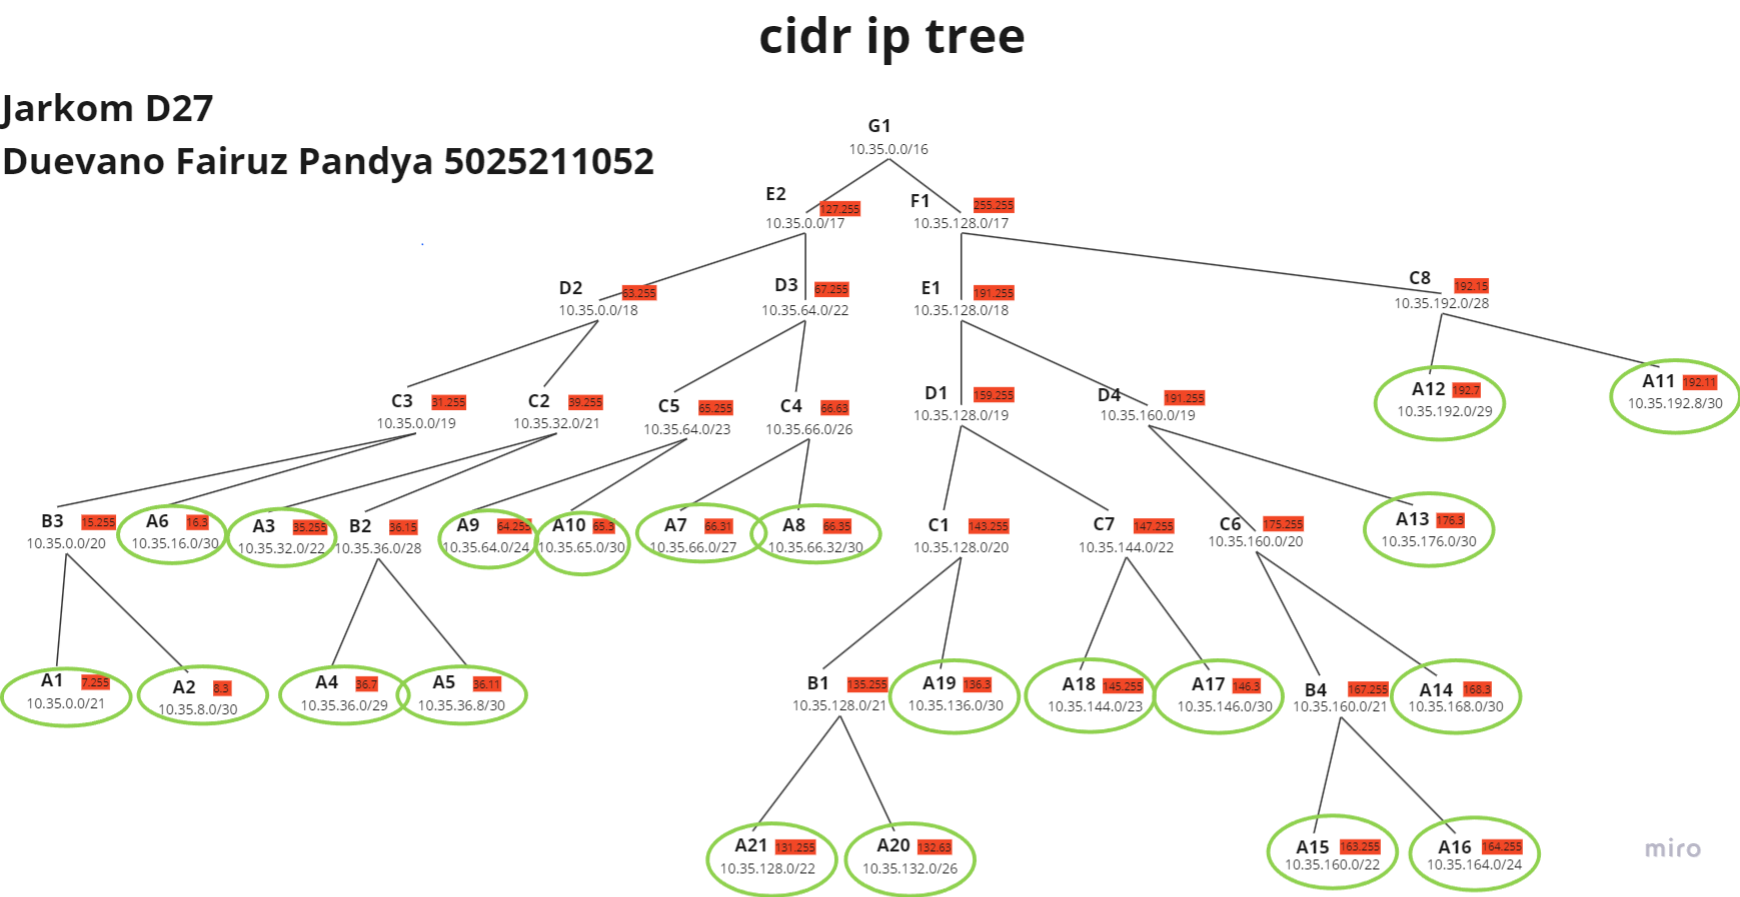 cidr ip tree
Jarkom D27
Duevano Fairuz Pandya 5025211052
G1
10.35.0.0/16
E2
127.255
10.35.0.0/17
F1
255.255
10.35.128.0/17
D2
63.255
10.35.0.0/18
D3
67.255
10.35.64.0/22
E1
191.255
10.35.128.0/18
C8
192.15
10.35.192.0/28
C3
31.255
10.35.0.0/19
C2
39.255
10.35.32.0/21
C5
65.255
10.35.64.0/23
C4
66.63
10.35.66.0/26
D1
159.255
10.35.128.0/19
D4
191.255
10.35.160.0/19
A12
192.7
10.35.192.0/29
A11
192.11
10.35.192.8/30
B3
15.255
10.35.0.0/20
A6
16.3
10.35.16.0/30
A3
35.255
10.35.32.0/22
B2
36.15
10.35.36.0/28
A9
64.255
10.35.64.0/24
A10
65.3
10.35.65.0/30
A7
66.31
10.35.66.0/27
A8
66.35
10.35.66.32/30
C1
143.255
10.35.128.0/20
C7
147.255
10.35.144.0/22
C6
175.255
10.35.160.0/20
A13
176.3
10.35.176.0/30
A1
7.255
10.35.0.0/21
A2
8.3
10.35.8.0/30
A4
36.7
10.35.36.0/29
A5
36.11
10.35.36.8/30
B1
135.255
10.35.128.0/21
A19
136.3
10.35.136.0/30
A18
145.255
10.35.144.0/23
A17
146.3
10.35.146.0/30
B4
167.255
10.35.160.0/21
A14
168.3
10.35.168.0/30
A21
131.255
10.35.128.0/22
A20
132.63
10.35.132.0/26
A15
163.255
10.35.160.0/22
A16
164.255
10.35.164.0/24
miro